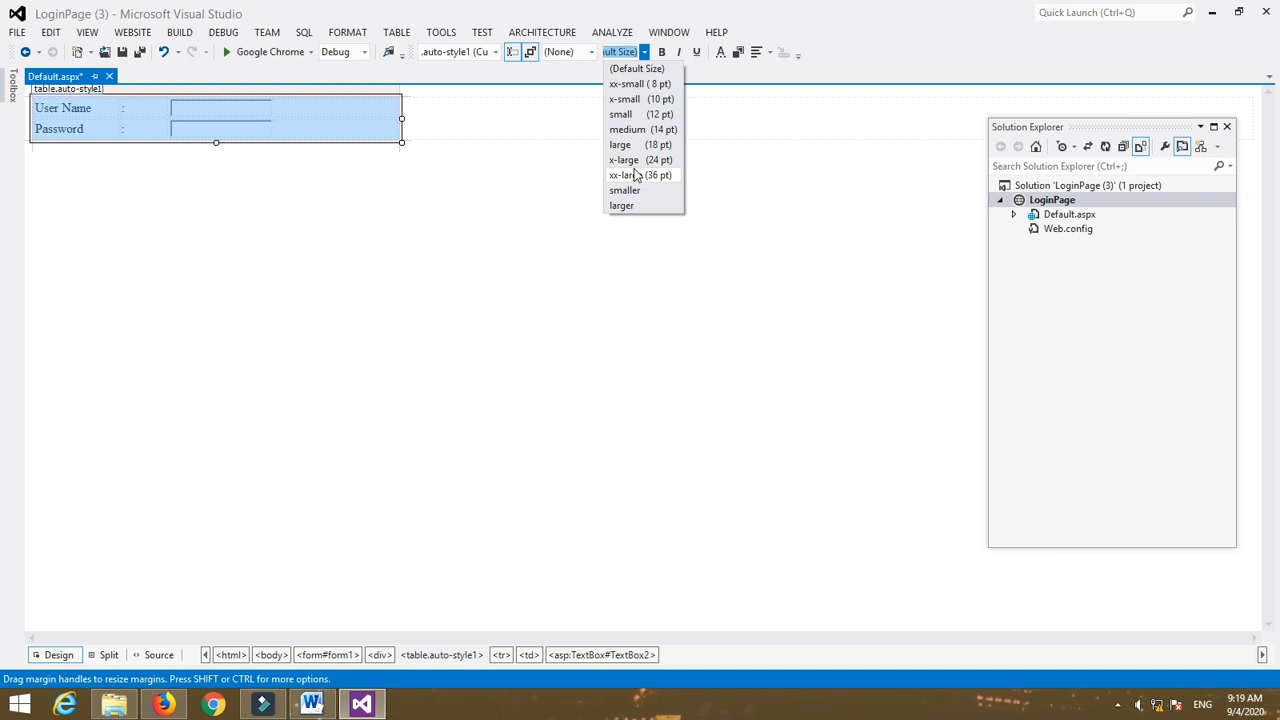 LoginPage (3) - Microsoft Visual Studio
Quick Launch (Ctrl+Q)
FILE EDIT VIEW WEBSITE BUILD DEBUG TEAM SQL FORMAT TABLE TOOLS TEST ARCHITECTURE ANALYZE WINDOW HELP
Google Chrome Debug .auto-style1 (Cu (None) ult Size) B I U A
Toolbox
Default.aspx*
table.auto-style1
User Name :
Password :
(Default Size)
xx-small ( 8 pt)
x-small (10 pt)
small (12 pt)
medium (14 pt)
large (18 pt)
x-large (24 pt)
xx-large (36 pt)
smaller
larger
Solution Explorer
Search Solution Explorer (Ctrl+;)
Solution 'LoginPage (3)' (1 project)
LoginPage
Default.aspx
Web.config
Design Split Source <html> <body> <form#form1> <div> <table.auto-style1> <tr> <td> <asp:TextBox#TextBox2>
Drag margin handles to resize margins. Press SHIFT or CTRL for more options.
ENG
9:19 AM
9/4/2020